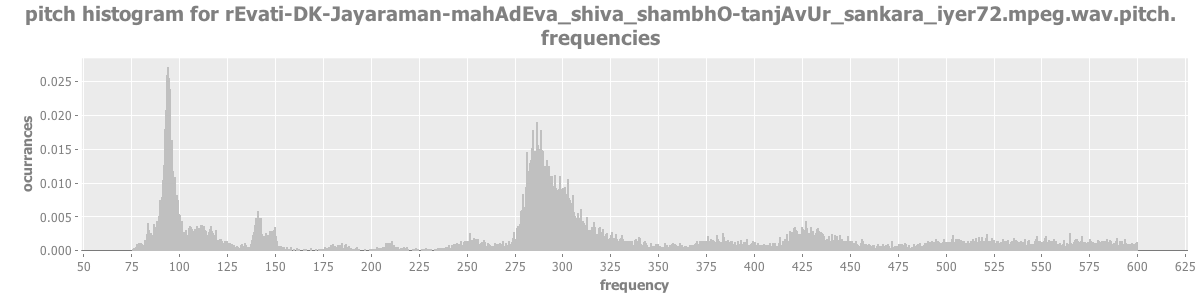 pitch histogram for rEvati-DK-Jayaraman-mahAdEva_shiva_shambhO-tanjAvUr_sankara_iyer72.mpeg.wav.pitch.
frequencies
0.025
0.020
0.015
0.010
0.005
0.000
ocurrances
50 75 100 125 150 175 200 225 250 275 300 325 350 375 400 425 450 475 500 525 550 575 600 625
frequency